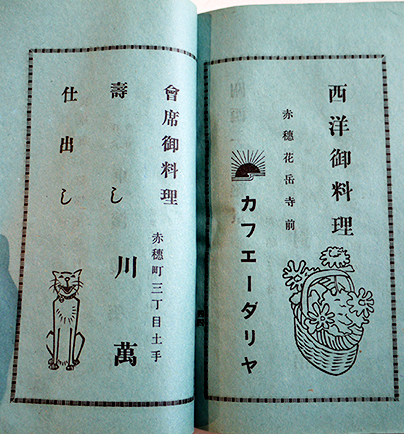 西洋御料理
赤穂花岳寺前
カフエーダリヤ
會席御料理
壽し
仕出し
赤穂町三丁目土手
川萬